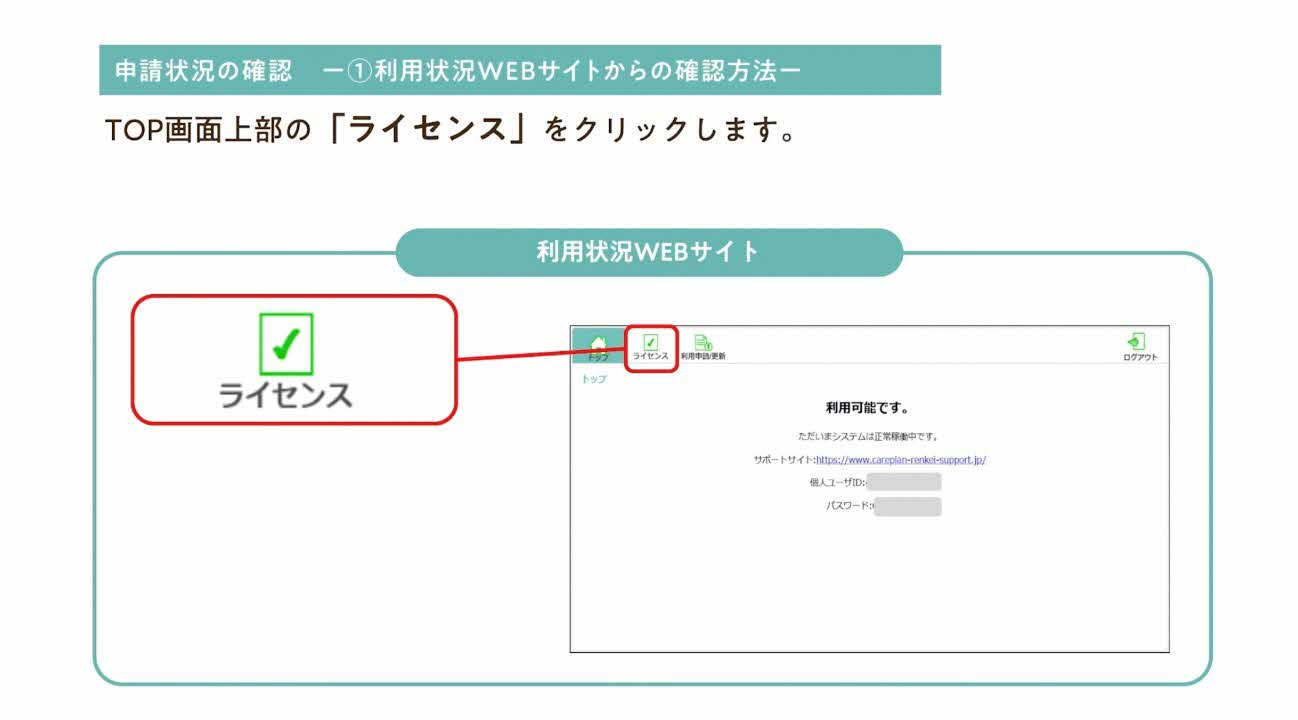 申請状況の確認　ー①利用状況WEBサイトからの確認方法ー
TOP画面上部の「ライセンス」をクリックします。
利用状況WEBサイト
ライセンス
トップ
ライセンス
利用申請/更新
ログアウト
トップ
利用可能です。
ただいまシステムは正常稼働中です。
サポートサイト:https://www.careplan-renkei-support.jp/
個人ユーザID:
パスワード: